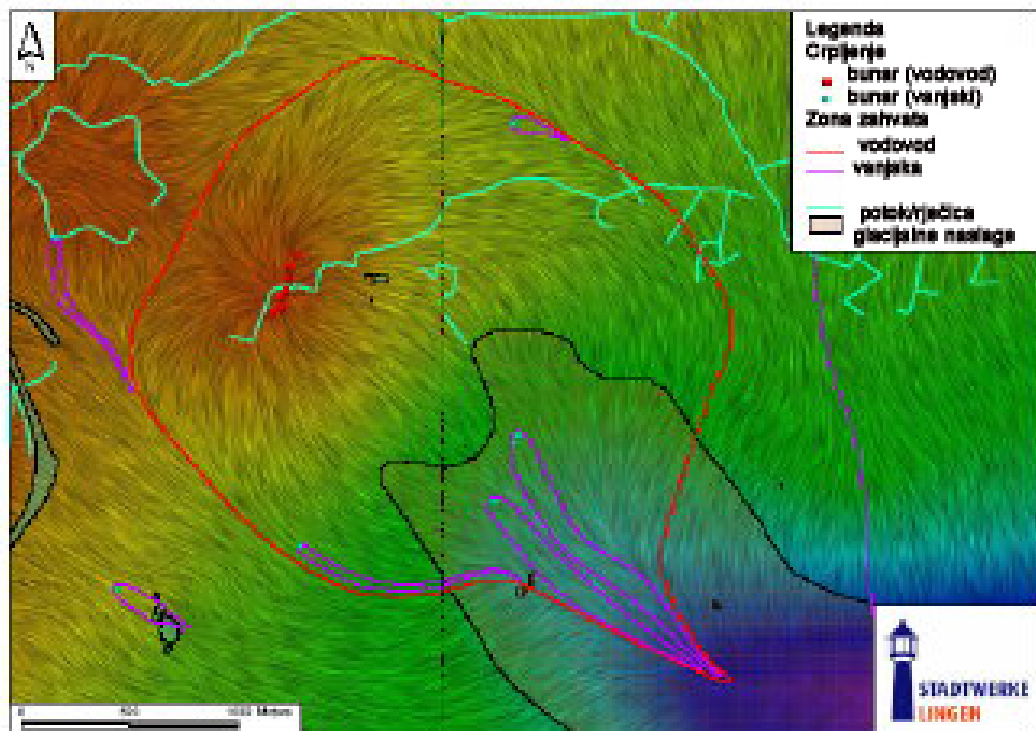 Legenda
Crpljenje
bunar (vodovod)
bunar (vanjski)
Zona zahvata
vodovod
vanjska
potok/rječica
glacijalne naslage
N
0 500 1000 Meters
STADTWERKE
LINGEN